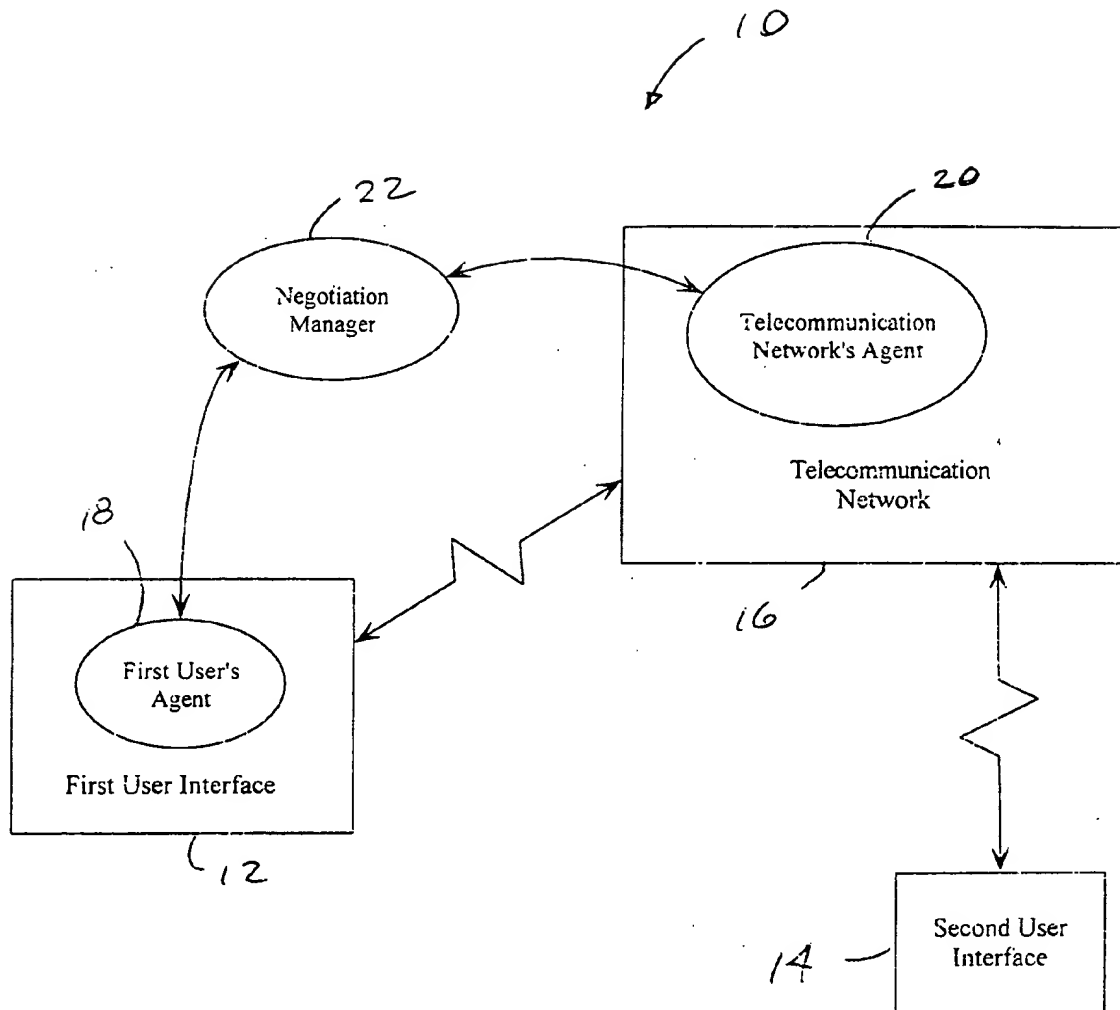 10
22
20
Negotiation
Manager
Telecommunication
Network's Agent
Telecommunication
Network
18
16
First User's
Agent
First User Interface
12
14
Second User
Interface